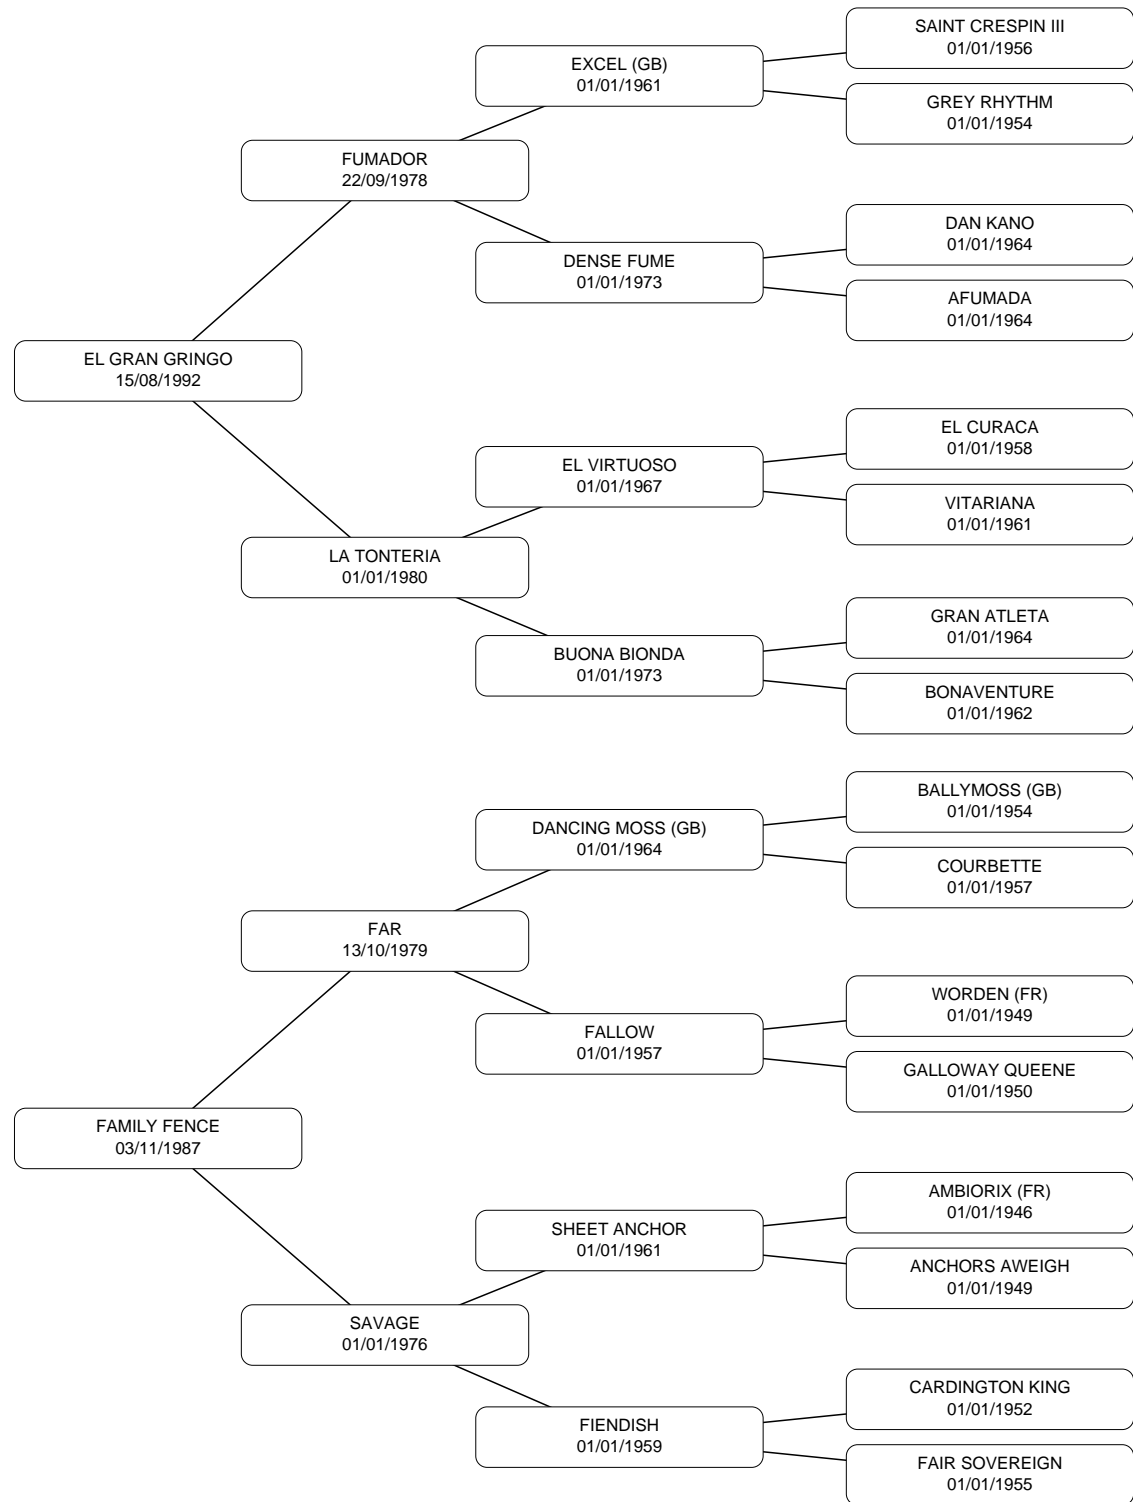 SAINT CRESPIN III
01/01/1956
EXCEL (GB)
01/01/1961
GREY RHYTHM
01/01/1954
FUMADOR
22/09/1978
DAN KANO
01/01/1964
DENSE FUME
01/01/1973
AFUMADA
01/01/1964
EL GRAN GRINGO
15/08/1992
EL CURACA
01/01/1958
EL VIRTUOSO
01/01/1967
VITARIANA
01/01/1961
LA TONTERIA
01/01/1980
GRAN ATLETA
01/01/1964
BUONA BIONDA
01/01/1973
BONAVENTURE
01/01/1962
BALLYMOSS (GB)
01/01/1954
DANCING MOSS (GB)
01/01/1964
COURBETTE
01/01/1957
FAR
13/10/1979
WORDEN (FR)
01/01/1949
FALLOW
01/01/1957
GALLOWAY QUEENE
01/01/1950
FAMILY FENCE
03/11/1987
AMBIORIX (FR)
01/01/1946
SHEET ANCHOR
01/01/1961
ANCHORS AWEIGH
01/01/1949
SAVAGE
01/01/1976
CARDINGTON KING
01/01/1952
FIENDISH
01/01/1959
FAIR SOVEREIGN
01/01/1955